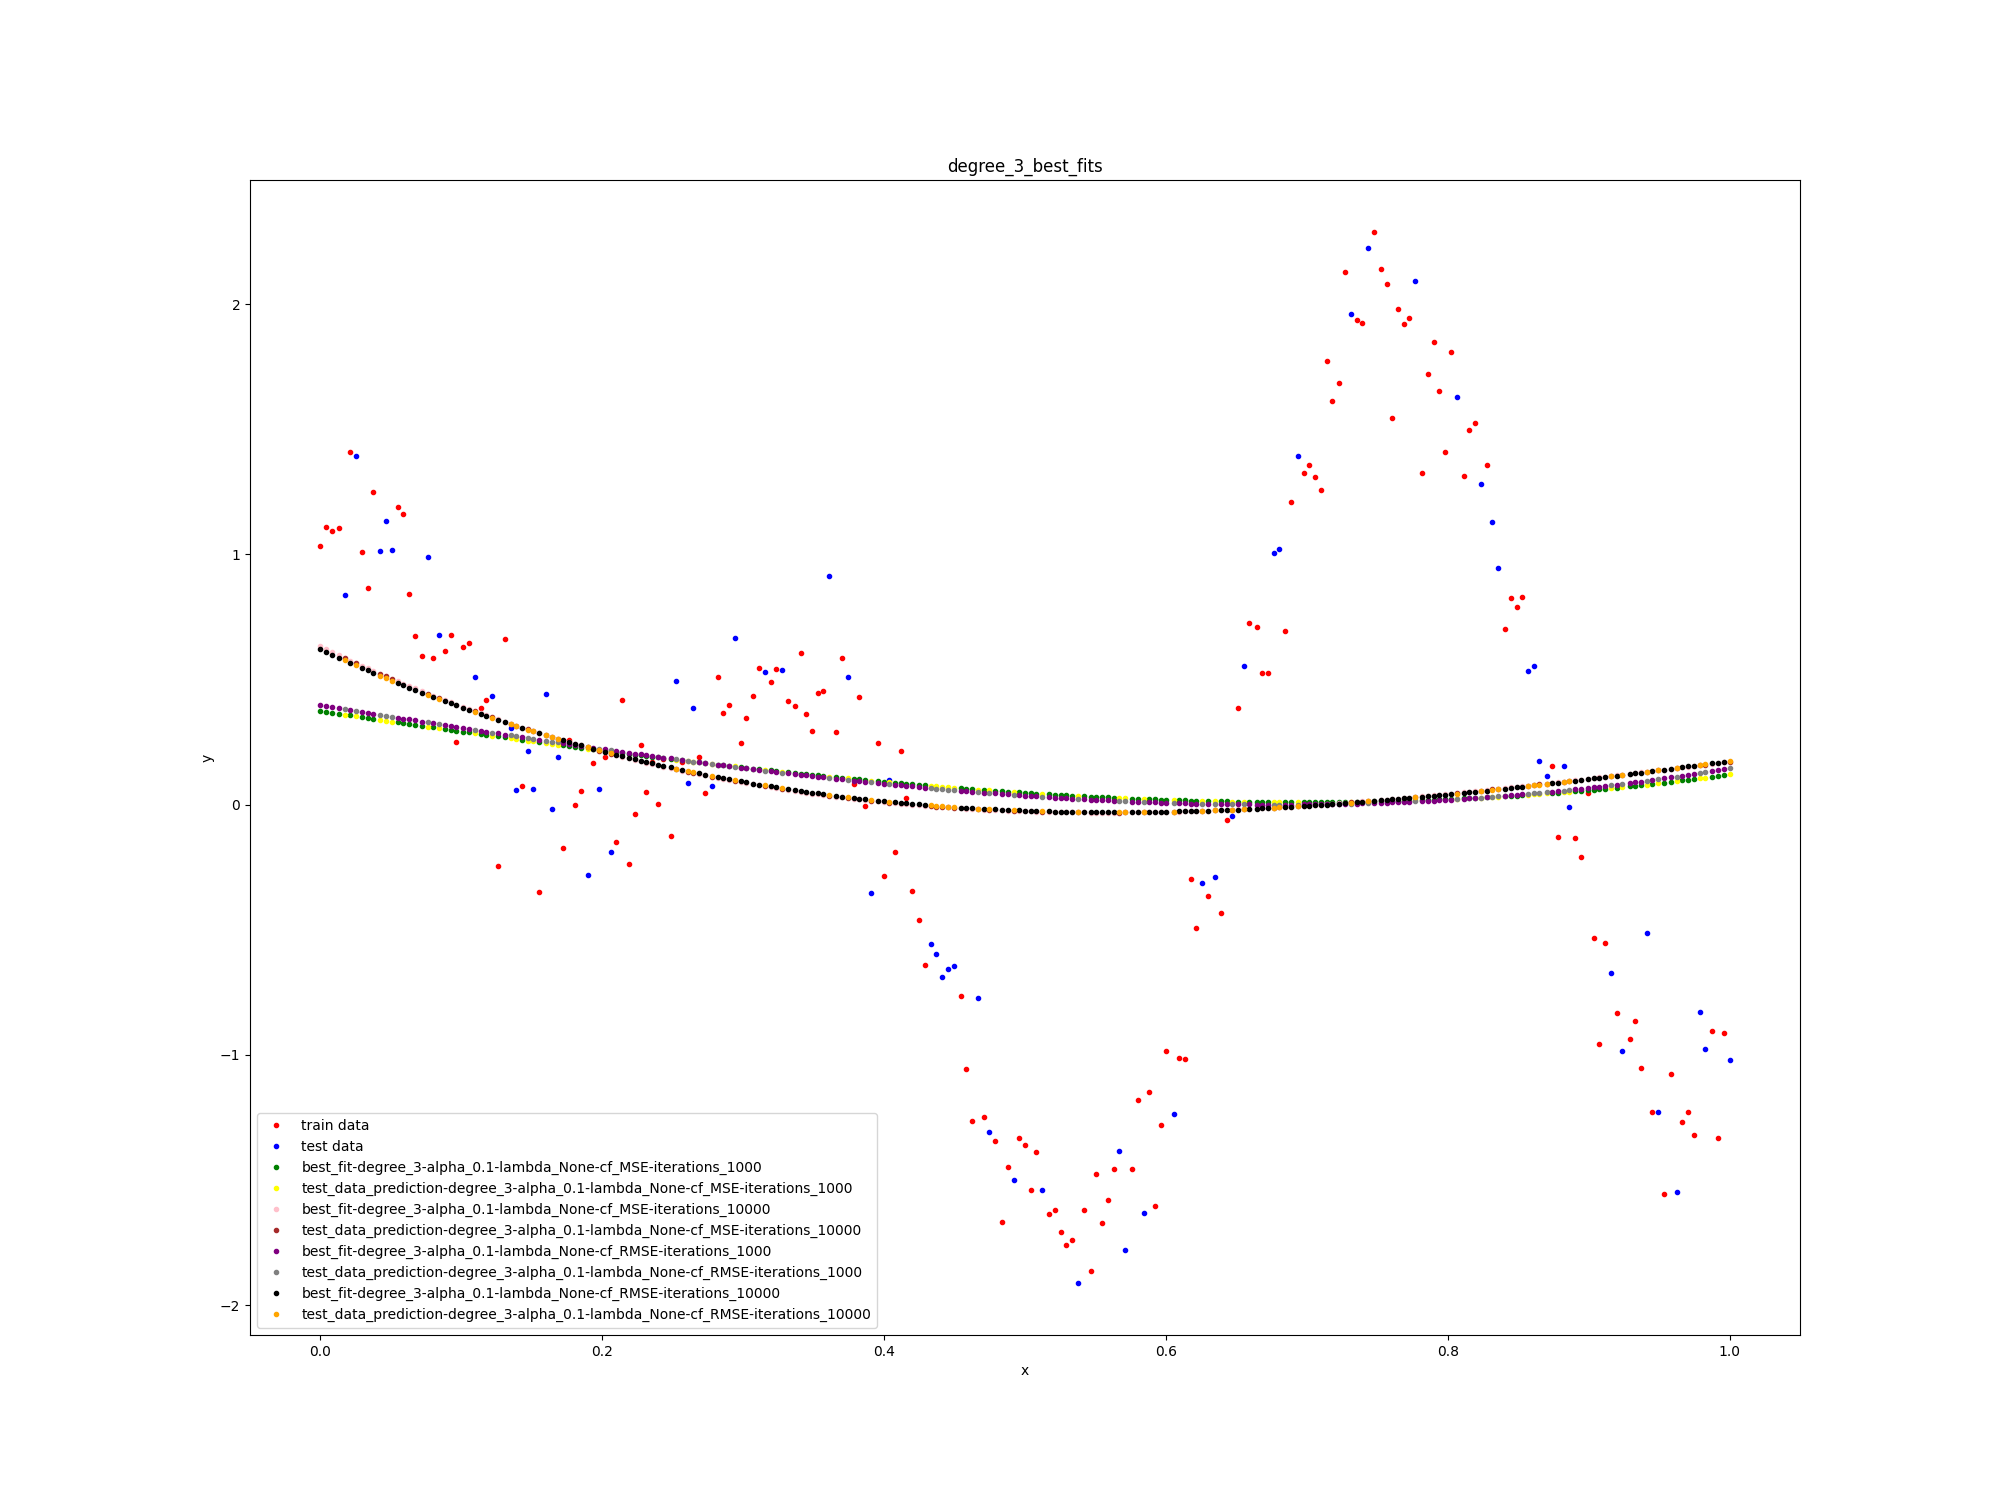 degree_3_best_fits
y
2
1
0
−1
−2
train data
test data
best_fit-degree_3-alpha_0.1-lambda_None-cf_MSE-iterations_1000
test_data_prediction-degree_3-alpha_0.1-lambda_None-cf_MSE-iterations_1000
best_fit-degree_3-alpha_0.1-lambda_None-cf_MSE-iterations_10000
test_data_prediction-degree_3-alpha_0.1-lambda_None-cf_MSE-iterations_10000
best_fit-degree_3-alpha_0.1-lambda_None-cf_RMSE-iterations_1000
test_data_prediction-degree_3-alpha_0.1-lambda_None-cf_RMSE-iterations_1000
best_fit-degree_3-alpha_0.1-lambda_None-cf_RMSE-iterations_10000
test_data_prediction-degree_3-alpha_0.1-lambda_None-cf_RMSE-iterations_10000
0.0 0.2 0.4 0.6 0.8 1.0
x